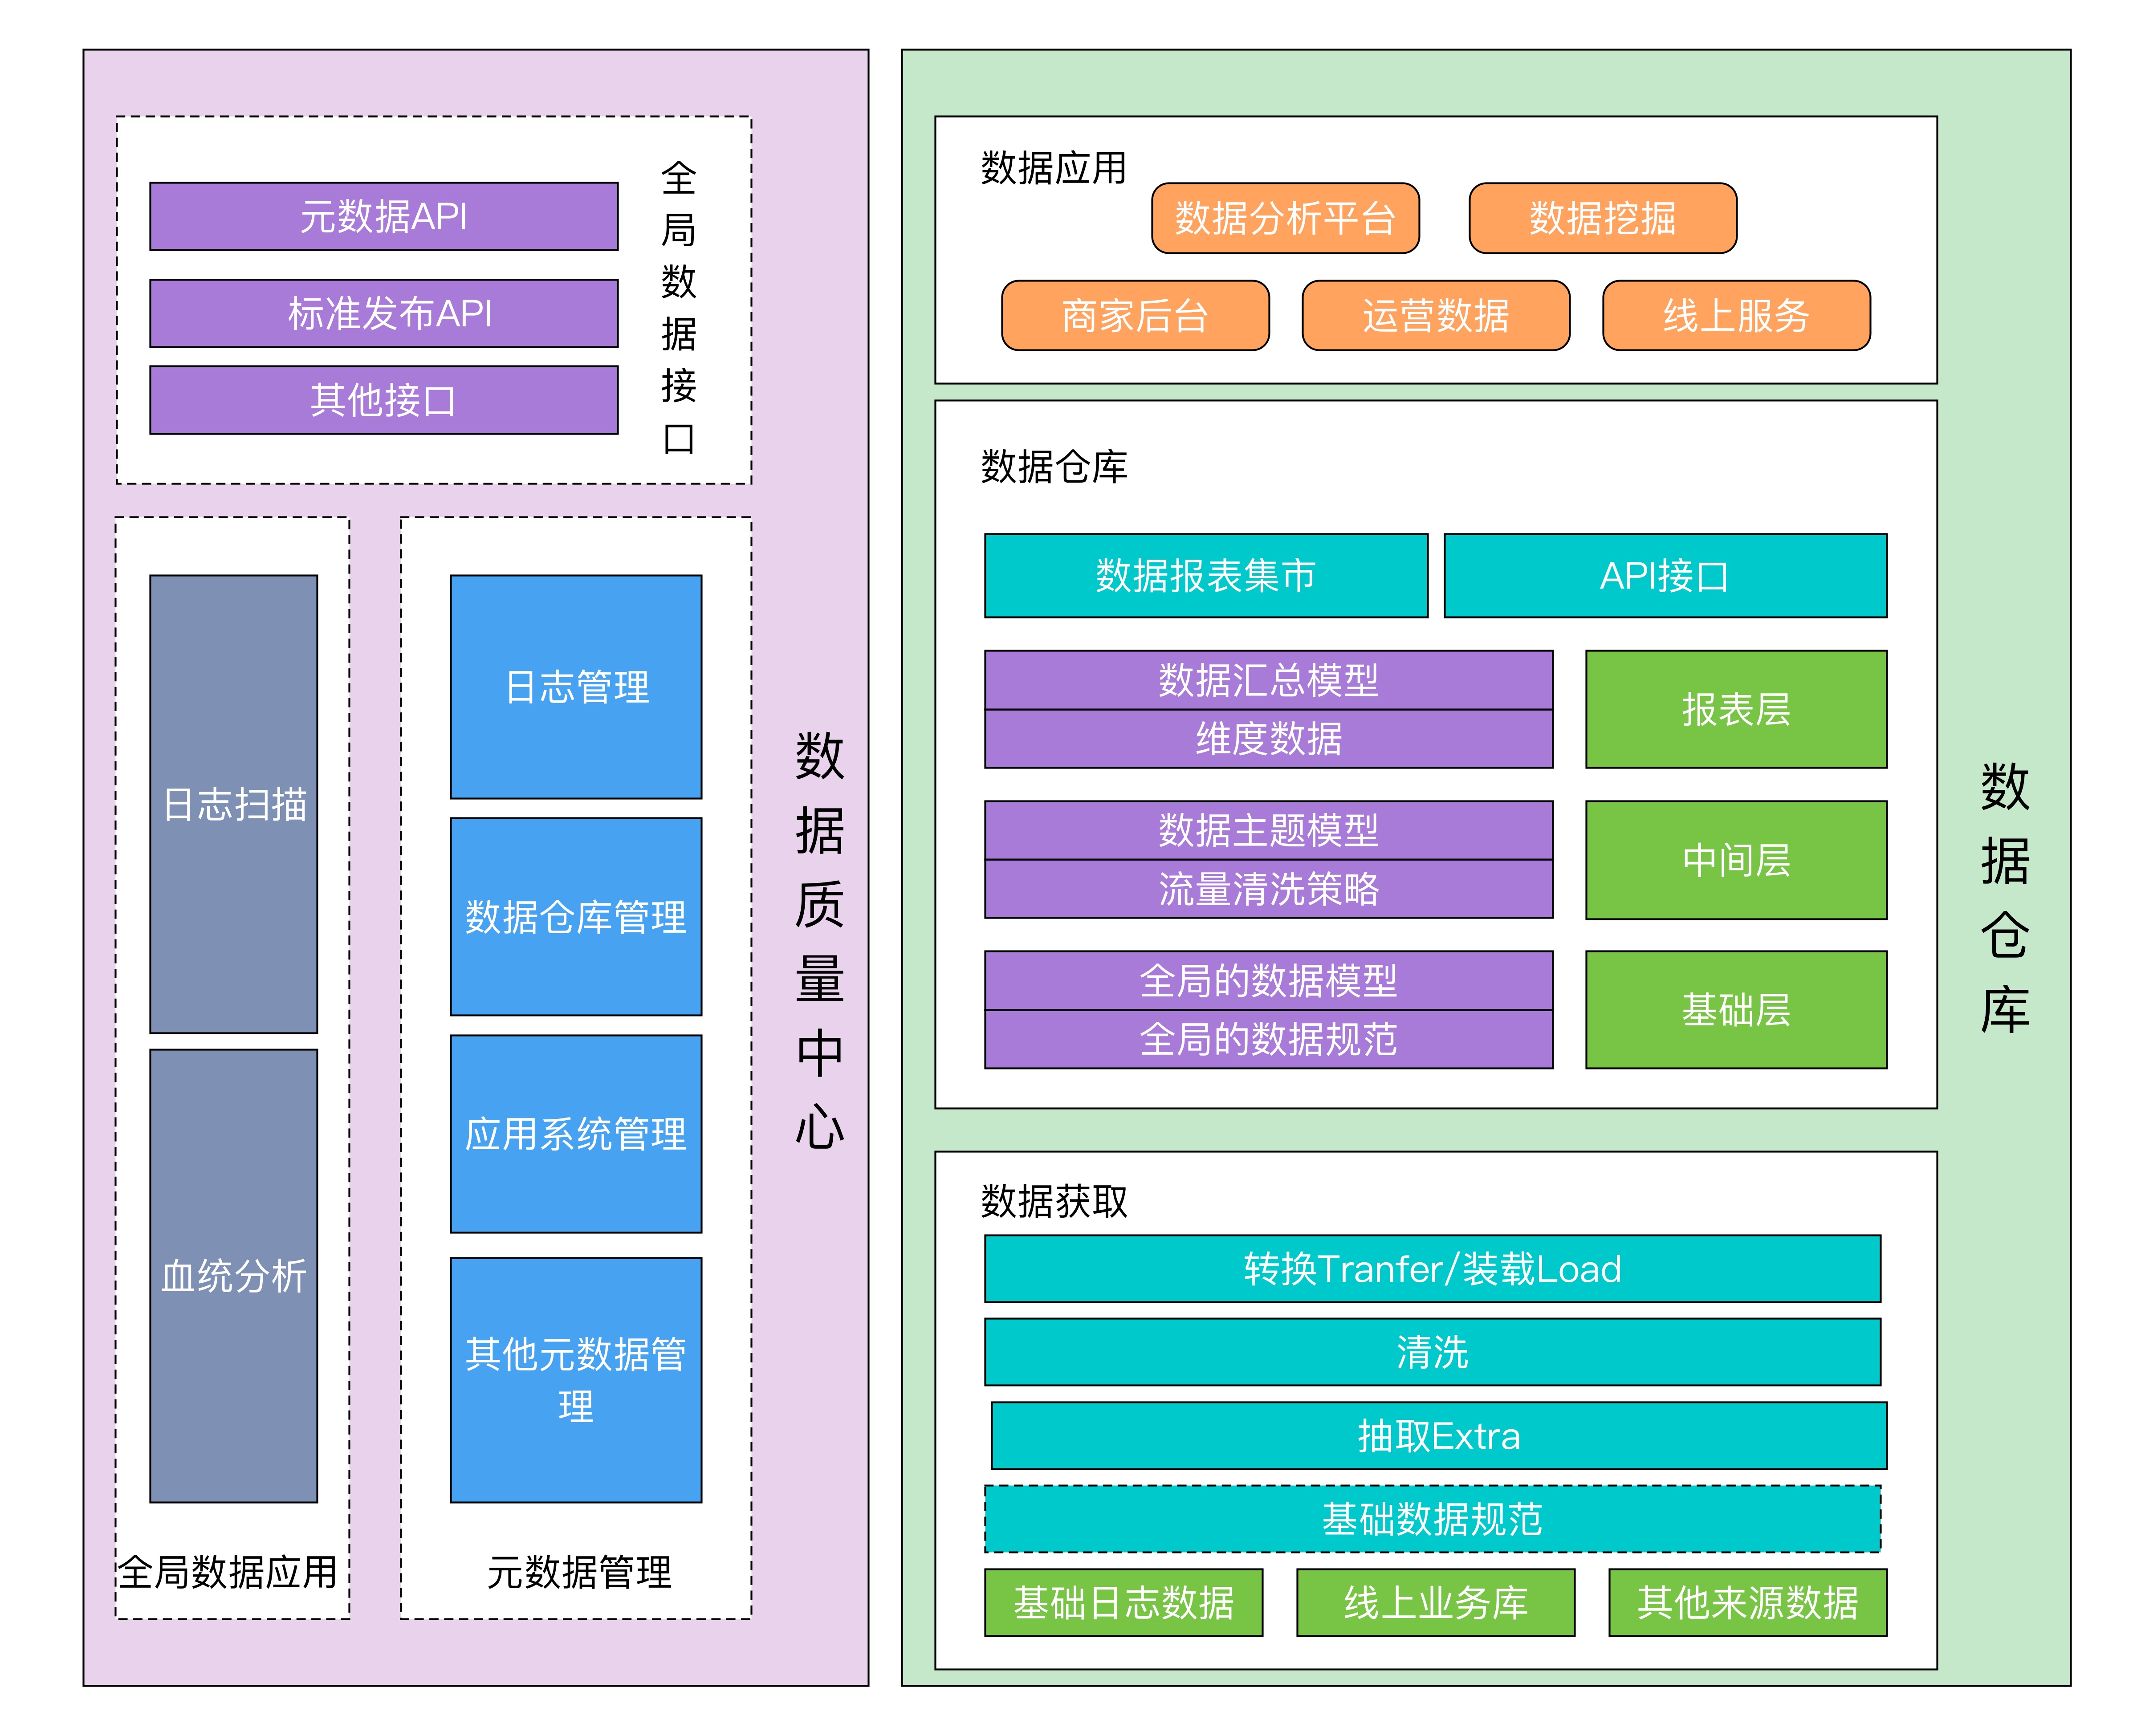 元数据API
标准发布API
其他接口
全局数据接口
日志扫描
血统分析
全局数据应用
日志管理
数据仓库管理
应用系统管理
其他元数据管
理
元数据管理
数据质量中心
数据应用
数据分析平台
数据挖掘
商家后台
运营数据
线上服务
数据仓库
数据报表集市
API接口
数据汇总模型
维度数据
报表层
数据主题模型
流量清洗策略
中间层
全局的数据模型
全局的数据规范
基础层
数据获取
转换Tranfer/装载Load
清洗
抽取Extra
基础数据规范
基础日志数据
线上业务库
其他来源数据
数据仓库